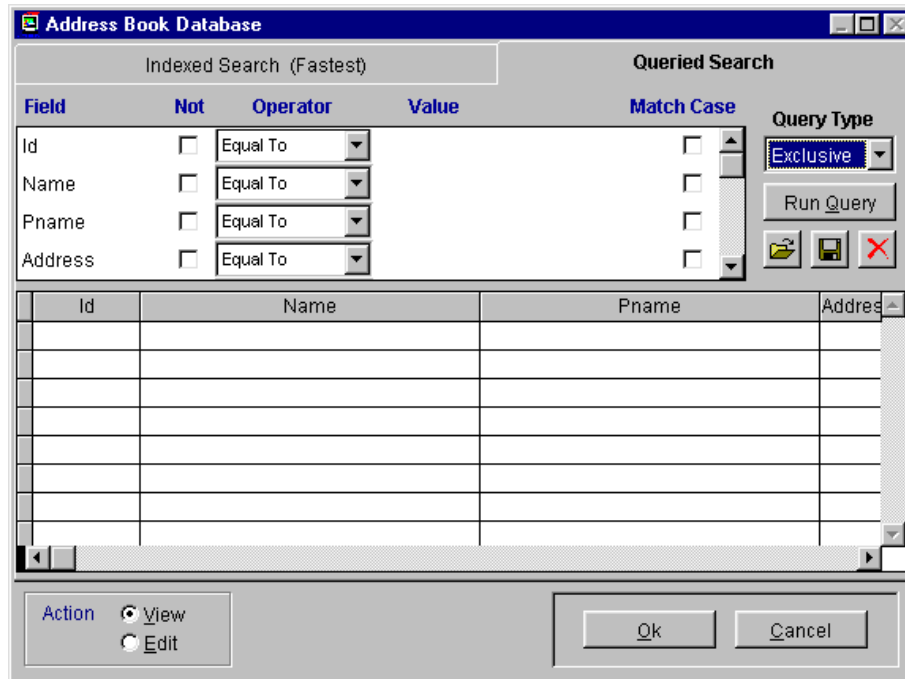 Address Book Database
Indexed Search (Fastest)
Queried Search
Field Not Operator Value Match Case
Query Type
Id Equal To
Exclusive
Name Equal To
Run Query
Pname Equal To
Address Equal To
Id Name Pname Addres
Action View
Edit
Ok Cancel